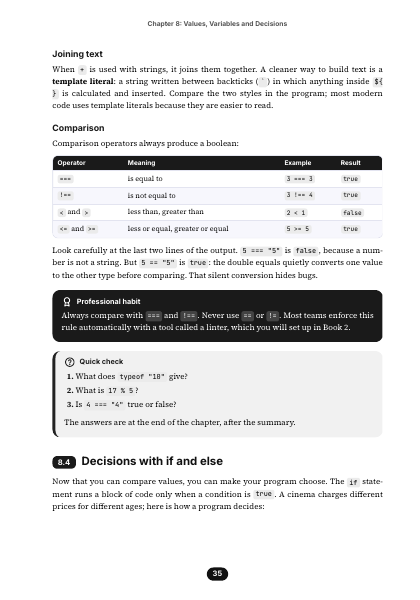 Chapter 8: Values, Variables and Decisions
Joining text
When + is used with strings, it joins them together. A cleaner way to build text is a
template literal: a string written between backticks ( ` ) in which anything inside ${
} is calculated and inserted. Compare the two styles in the program; most modern
code uses template literals because they are easier to read.
Comparison
Comparison operators always produce a boolean:
Operator Meaning Example Result
=== is equal to 3 === 3 true
!== is not equal to 3 !== 4 true
< and > less than, greater than 2 < 1 false
<= and >= less or equal, greater or equal 5 >= 5 true
Look carefully at the last two lines of the output. 5 === "5" is false, because a num-
ber is not a string. But 5 == "5" is true: the double equals quietly converts one value
to the other type before comparing. That silent conversion hides bugs.
Professional habit
Always compare with === and !==. Never use == or !=. Most teams enforce this
rule automatically with a tool called a linter, which you will set up in Book 2.
Quick check
1. What does typeof "10" give?
2. What is 17 % 5?
3. Is 4 === "4" true or false?
The answers are at the end of the chapter, after the summary.
8.4 Decisions with if and else
Now that you can compare values, you can make your program choose. The if state-
ment runs a block of code only when a condition is true. A cinema charges different
prices for different ages; here is how a program decides:
35